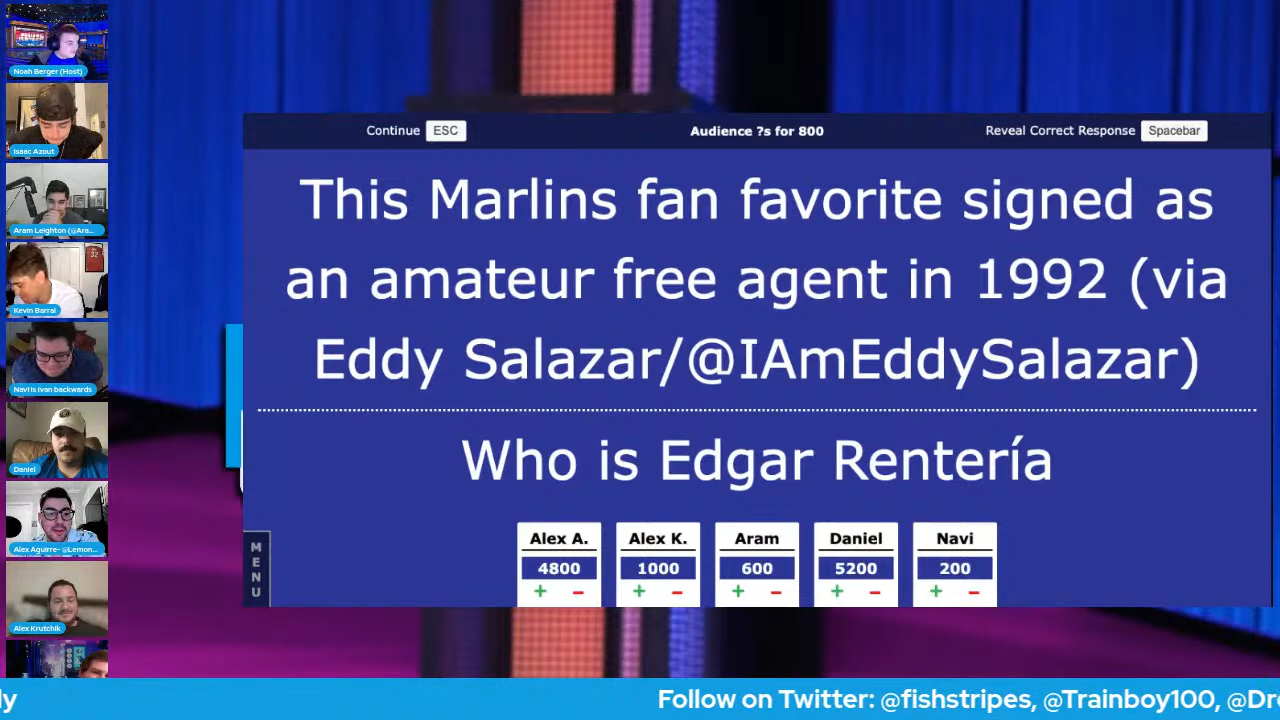 Noah Berger (Host)
Isaac Azout
Aram Leighton (@Ara...
Kevin Barral
Navi is Ivan backwards
Daniel
Alex Aguirre- @Lemon...
Alex Krutchik
Continue ESC
Audience ?s for 800
Reveal Correct Response Spacebar
This Marlins fan favorite signed as
an amateur free agent in 1992 (via
Eddy Salazar/@IAmEddySalazar)
Who is Edgar Rentería
MENU
Alex A. Alex K. Aram Daniel Navi
4800 1000 600 5200 200
+ - + - + - + - + -
dy Follow on Twitter: @fishstripes, @Trainboy100, @Dr